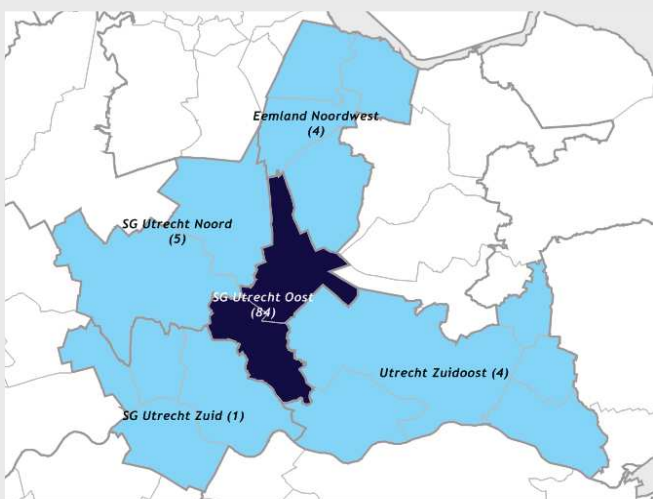 Eemland Noordwest
(4)
SG Utrecht Noord
(5)
SG Utrecht Oost
(84)
Utrecht Zuidoost (4)
SG Utrecht Zuid (1)